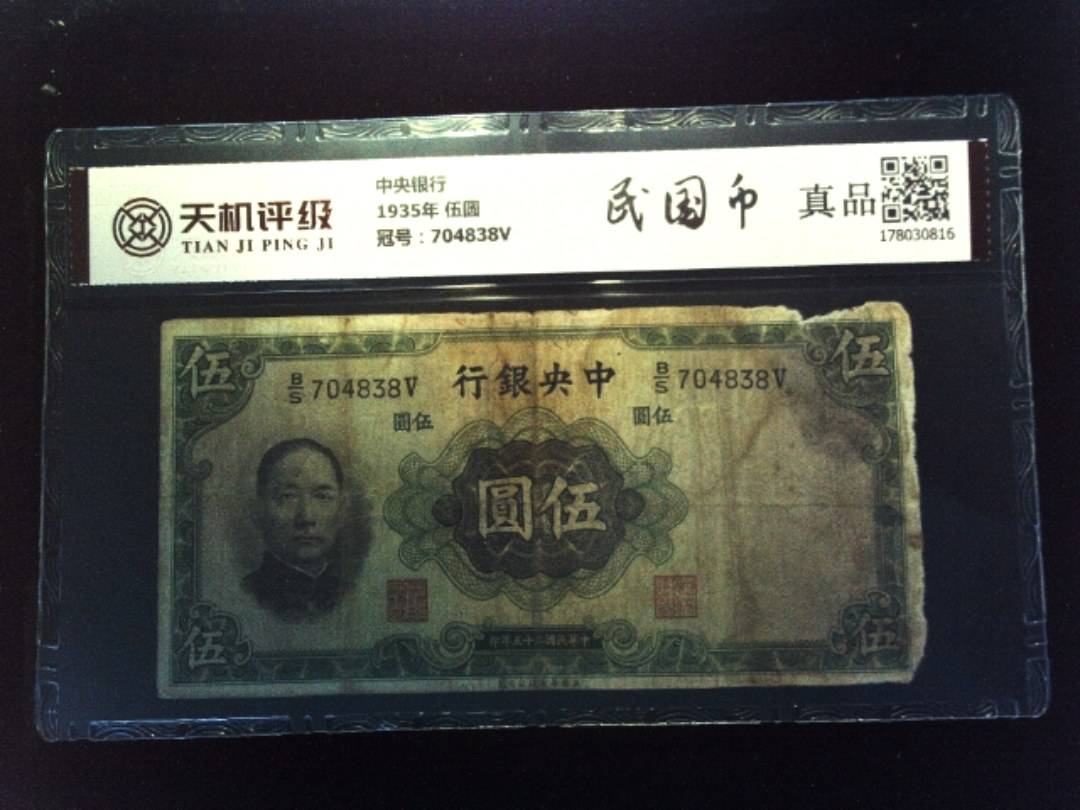 天机评级
TIAN JI PING JI
中央银行
1935年 伍圆
冠号：704838V
民国币
真品
178030816
伍
伍
B/S 704838V
行銀央中
B/S 704838V
圓伍
圓伍
圓伍
伍
伍